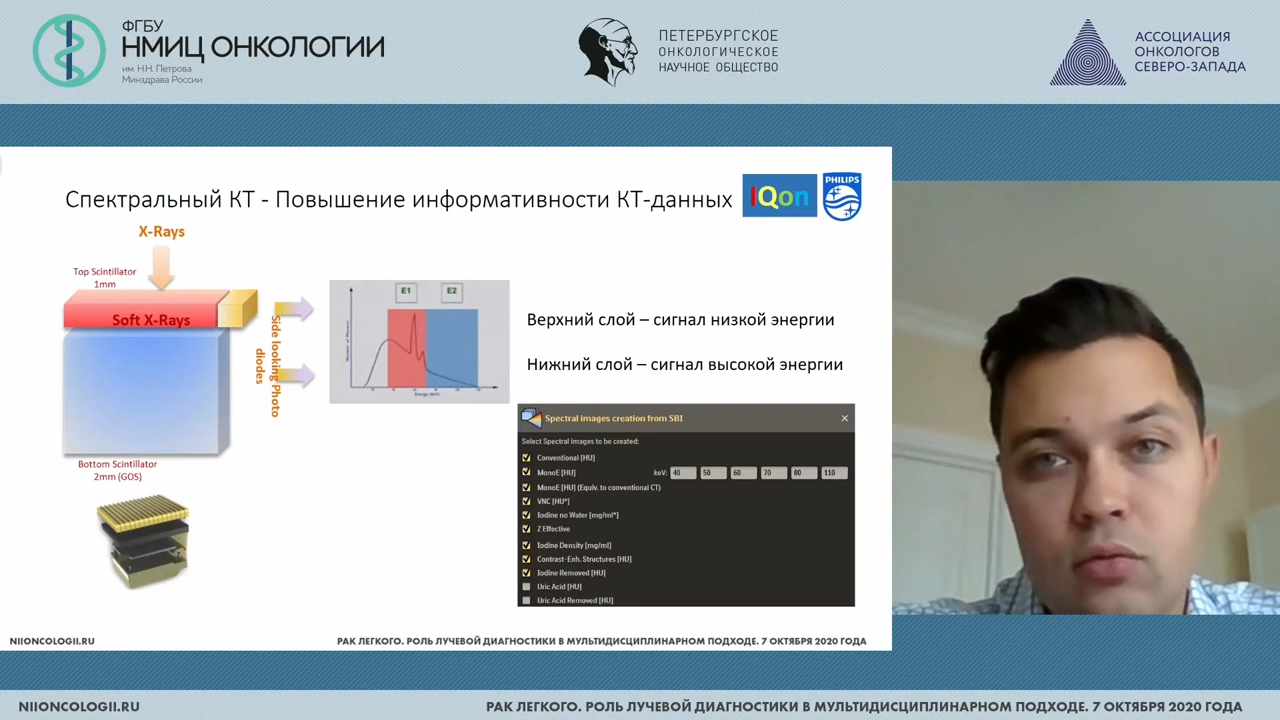 ФГБУ
НМИЦ ОНКОЛОГИИ
им. Н.Н. Петрова
Минздрава России
ПЕТЕРБУРГСКОЕ
ОНКОЛОГИЧЕСКОЕ
НАУЧНОЕ ОБЩЕСТВО
АССОЦИАЦИЯ
ОНКОЛОГОВ
СЕВЕРО-ЗАПАДА
Спектральный КТ - Повышение информативности КТ-данных
IQon
PHILIPS
X-Rays
Top Scintillator
1mm
Soft X-Rays
Side looking Photo
diodes
Bottom Scintillator
2mm (GOS)
E1
E2
Number of Photons
Energy (KeV)
Верхний слой – сигнал низкой энергии
Нижний слой – сигнал высокой энергии
Spectral images creation from SBI
Select Spectral images to be created:
Conventional [HU]
MonoE [HU] keV: 40 50 60 70 80 110
MonoE [HU] (Equiv. to conventional CT)
VNC [HU*]
Iodine no Water [mg/ml*]
Z Effective
Iodine Density [mg/ml]
Contrast-Enh. Structures [HU]
Iodine Removed [HU]
Uric Acid [HU]
Uric Acid Removed [HU]
NIIONCOLOGII.RU
РАК ЛЕГКОГО. РОЛЬ ЛУЧЕВОЙ ДИАГНОСТИКИ В МУЛЬТИДИСЦИПЛИНАРНОМ ПОДХОДЕ. 7 ОКТЯБРЯ 2020 ГОДА
NIIONCOLOGII.RU
РАК ЛЕГКОГО. РОЛЬ ЛУЧЕВОЙ ДИАГНОСТИКИ В МУЛЬТИДИСЦИПЛИНАРНОМ ПОДХОДЕ. 7 ОКТЯБРЯ 2020 ГОДА